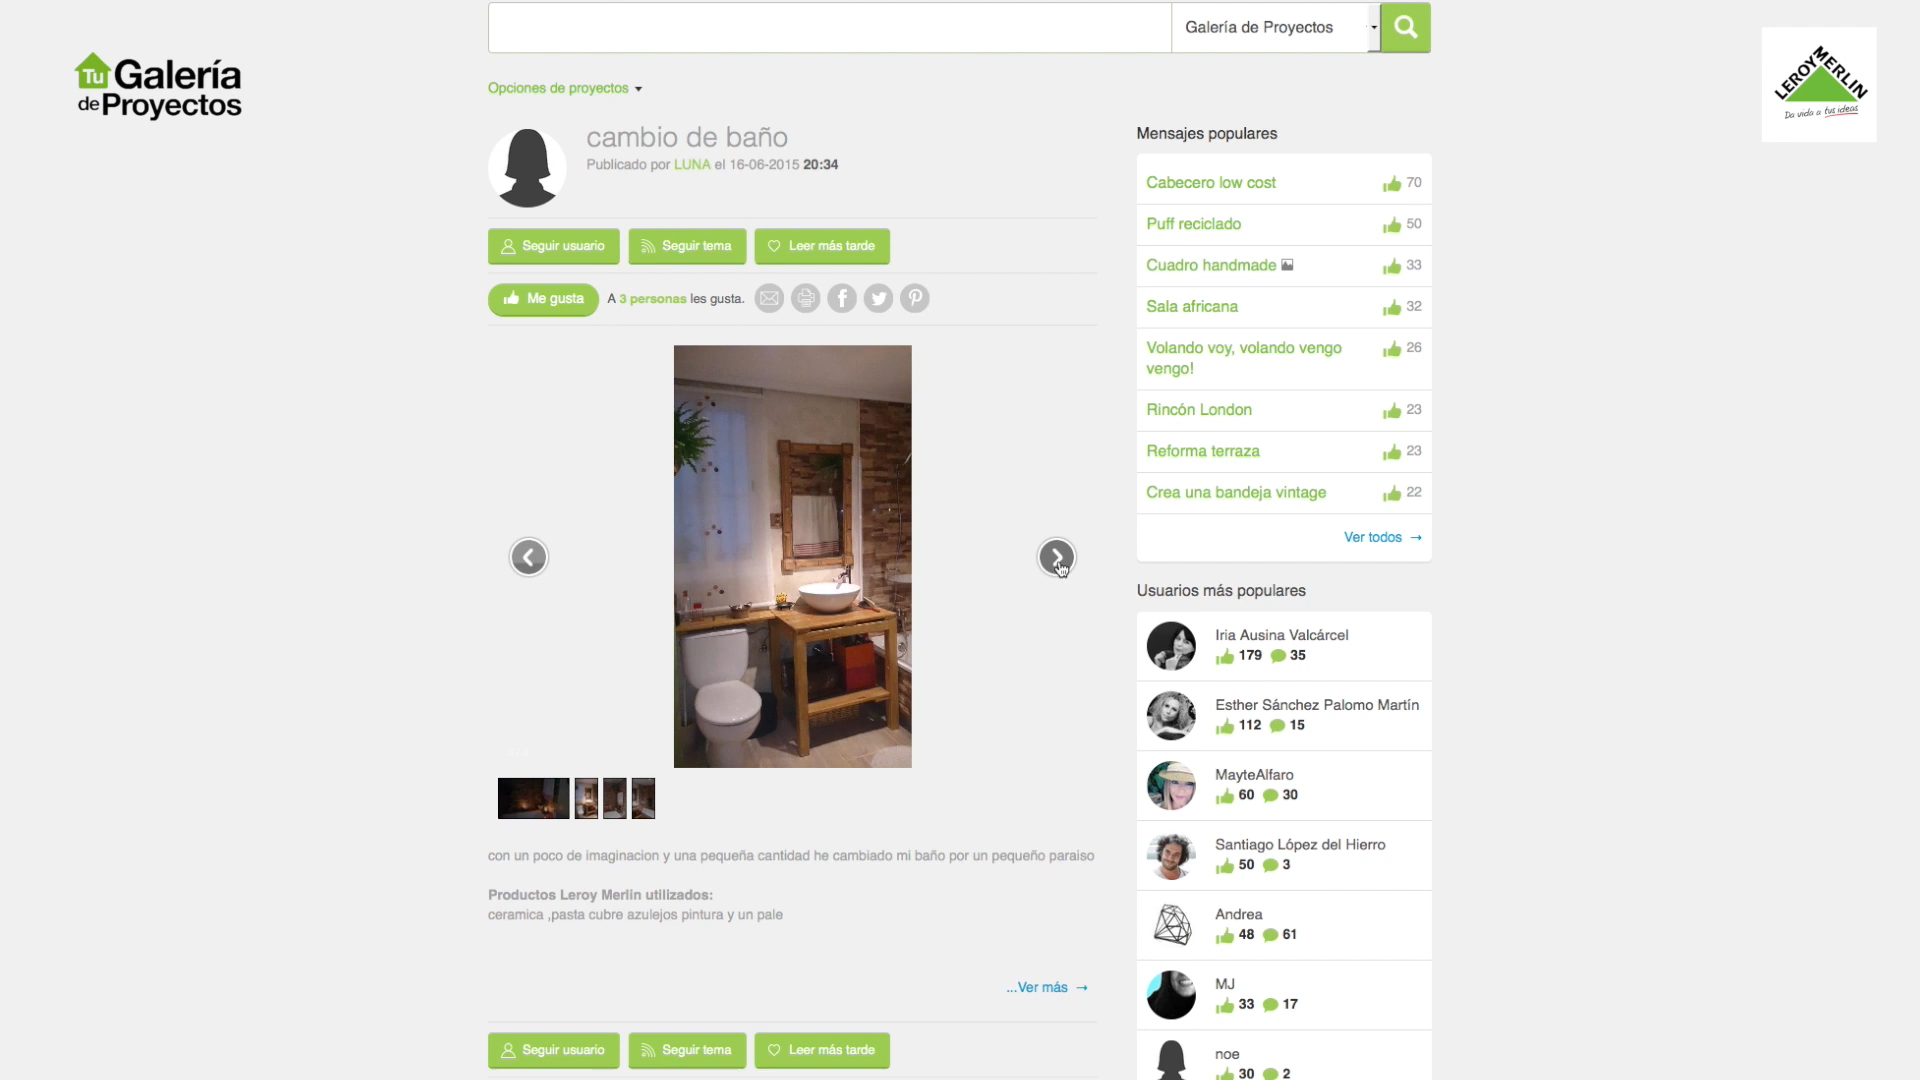 Tu Galería
de Proyectos
Galería de Proyectos
LEROY MERLIN
Da vida a tus ideas
Opciones de proyectos
cambio de baño
Publicado por LUNA el 16-06-2015 20:34
Seguir usuario
Seguir tema
Leer más tarde
Me gusta
A 3 personas les gusta.
con un poco de imaginacion y una pequeña cantidad he cambiado mi baño por un pequeño paraiso
Productos Leroy Merlin utilizados:
ceramica ,pasta cubre azulejos pintura y un pale
...Ver más →
Seguir usuario
Seguir tema
Leer más tarde
Mensajes populares
Cabecero low cost 70
Puff reciclado 50
Cuadro handmade 33
Sala africana 32
Volando voy, volando vengo 26
vengo!
Rincón London 23
Reforma terraza 23
Crea una bandeja vintage 22
Ver todos →
Usuarios más populares
Iria Ausina Valcárcel
179 35
Esther Sánchez Palomo Martín
112 15
MayteAlfaro
60 30
Santiago López del Hierro
50 3
Andrea
48 61
MJ
33 17
noe
30 2